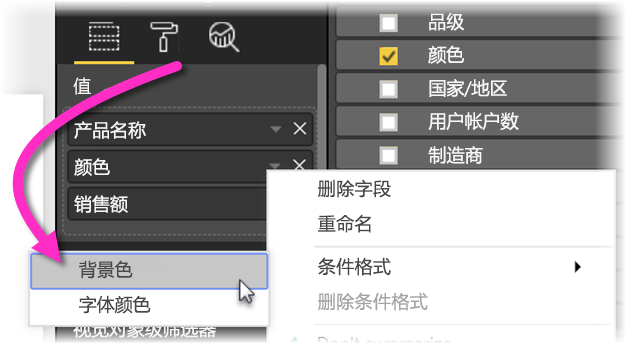 值
产品名称
颜色
销售额
背景色
字体颜色
视觉对象级筛选器
品级
颜色
国家/地区
用户帐户数
制造商
删除字段
重命名
条件格式
删除条件格式
Don't summarize